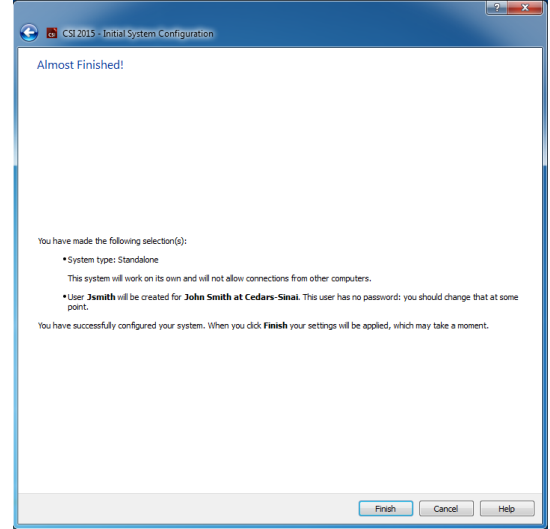 CSI 2015 - Initial System Configuration
Almost Finished!
You have made the following selection(s):
•System type: Standalone
This system will work on its own and will not allow connections from other computers.
•User Jsmith will be created for John Smith at Cedars-Sinai. This user has no password: you should change that at some
point.
You have successfully configured your system. When you click Finish your settings will be applied, which may take a moment.
Finish
Cancel
Help